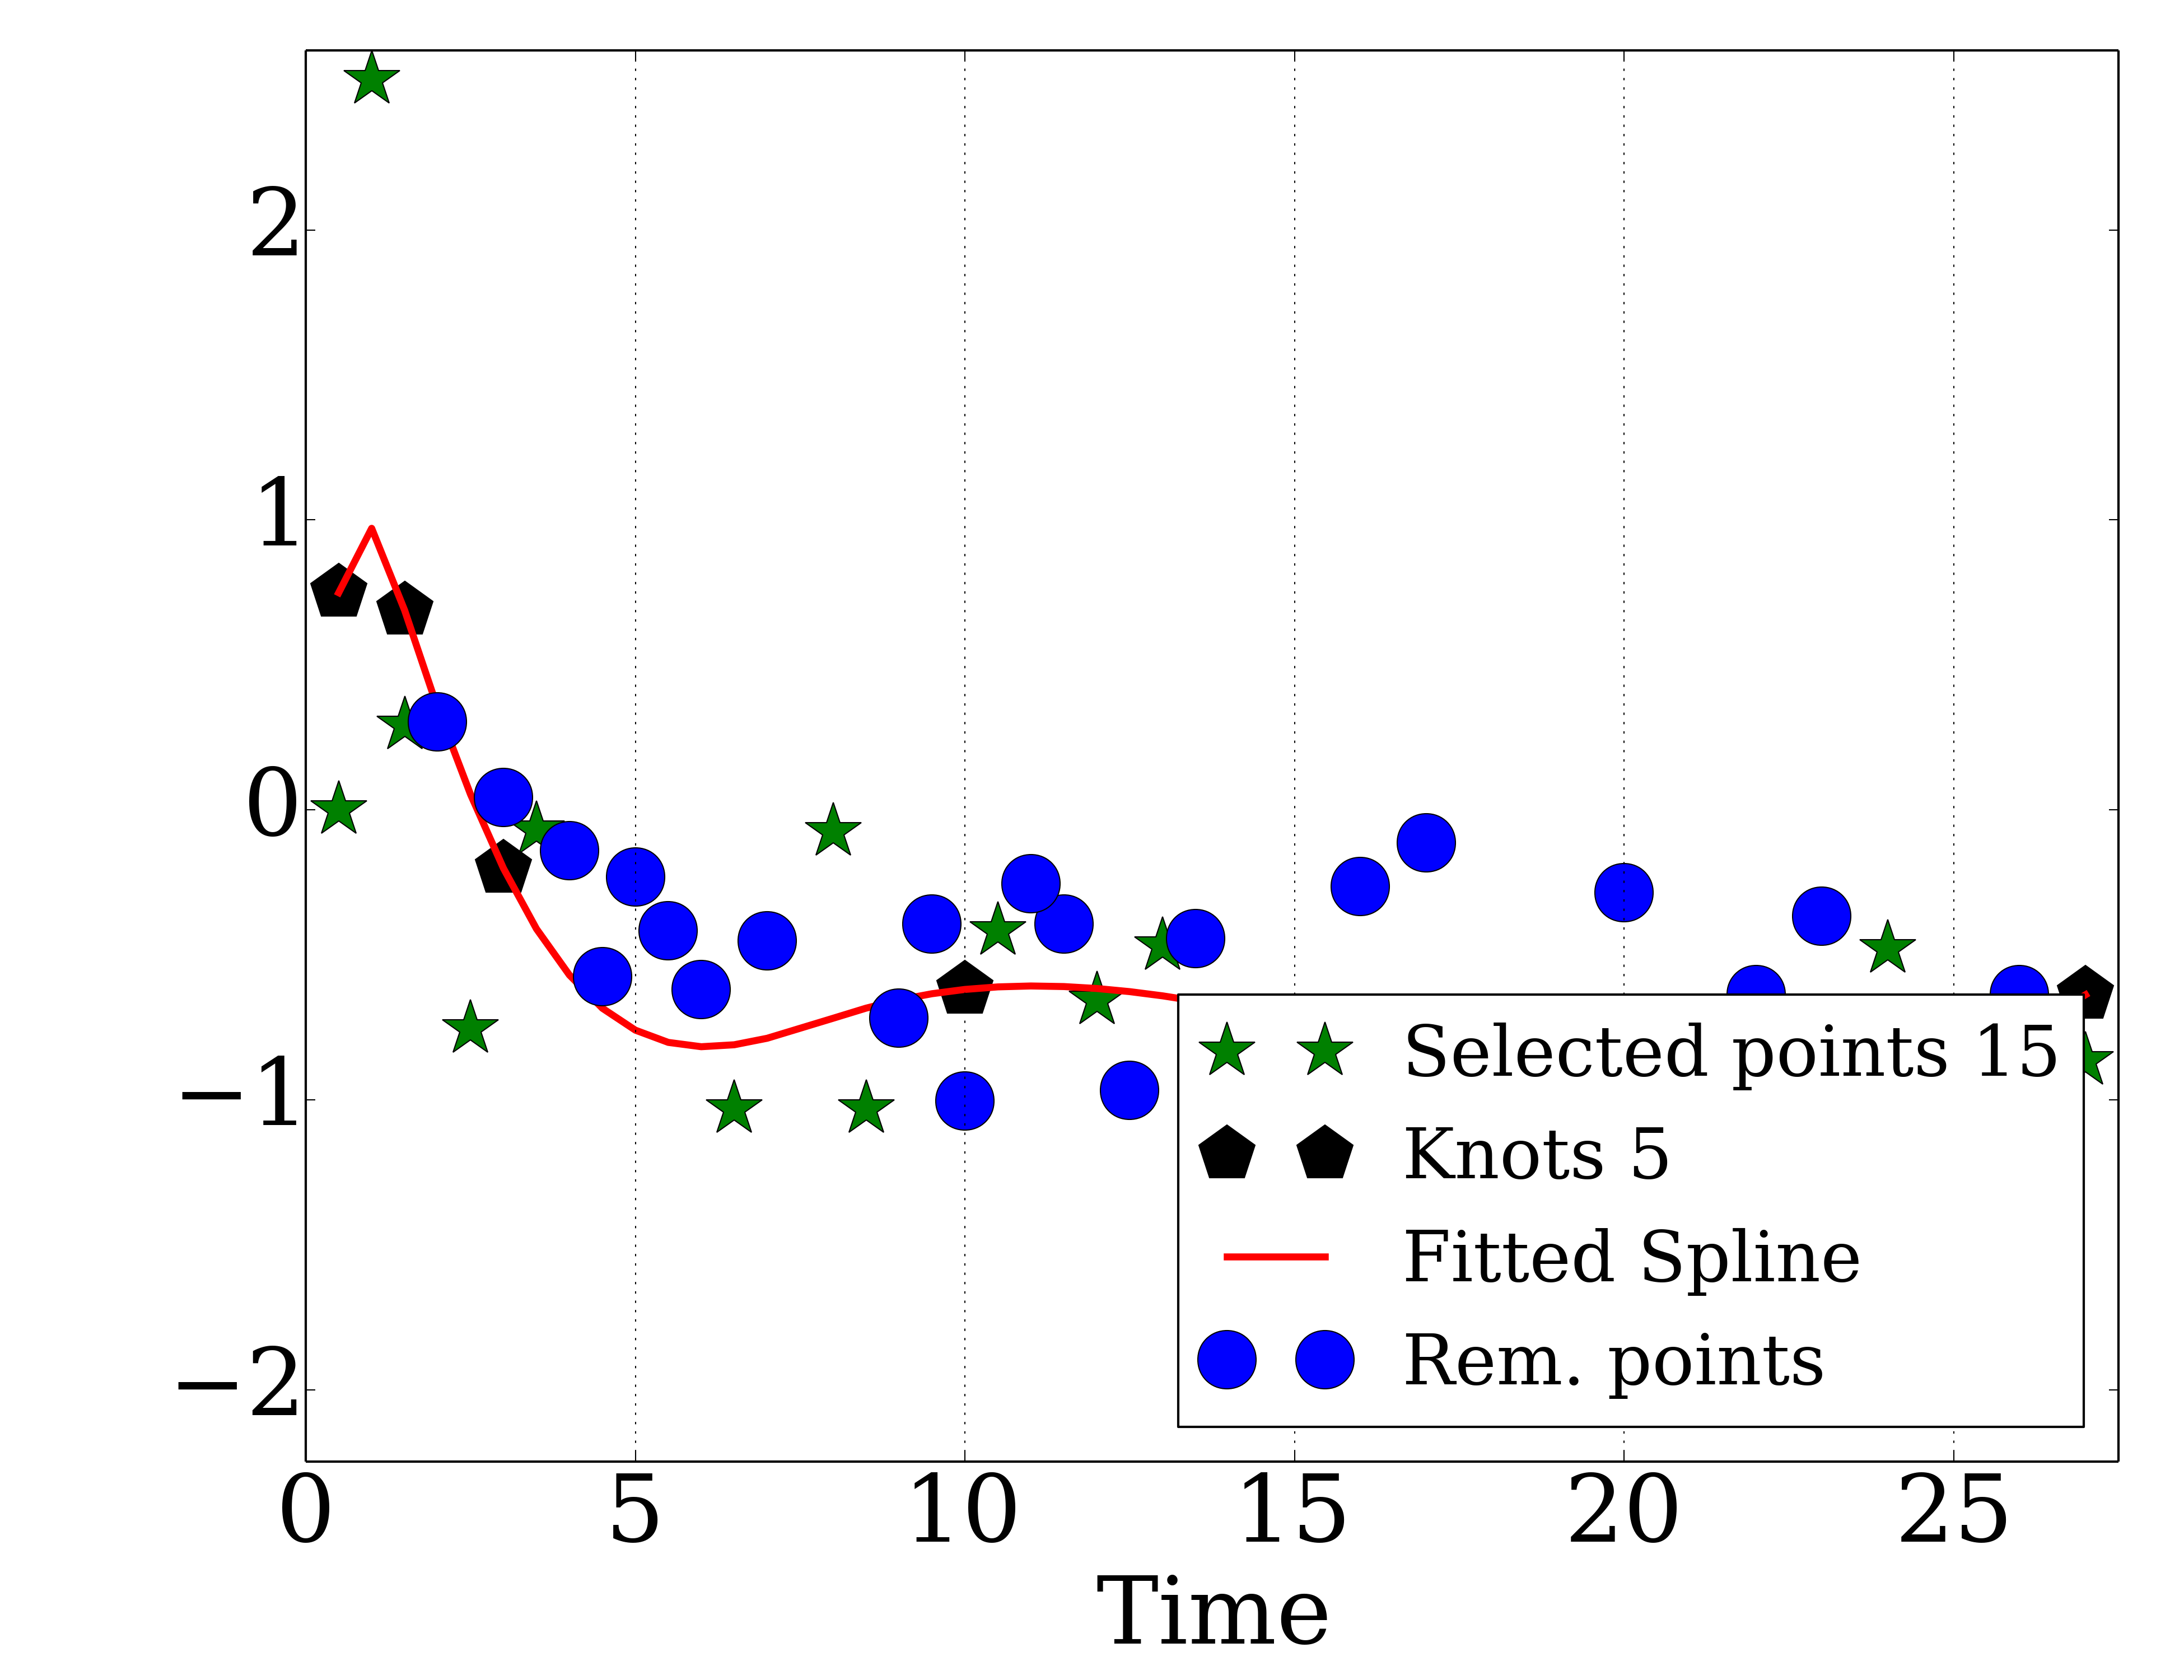 2
1
0
−1
−2
Selected points 15
Knots 5
Fitted Spline
Rem. points
0 5 10 15 20 25
Time